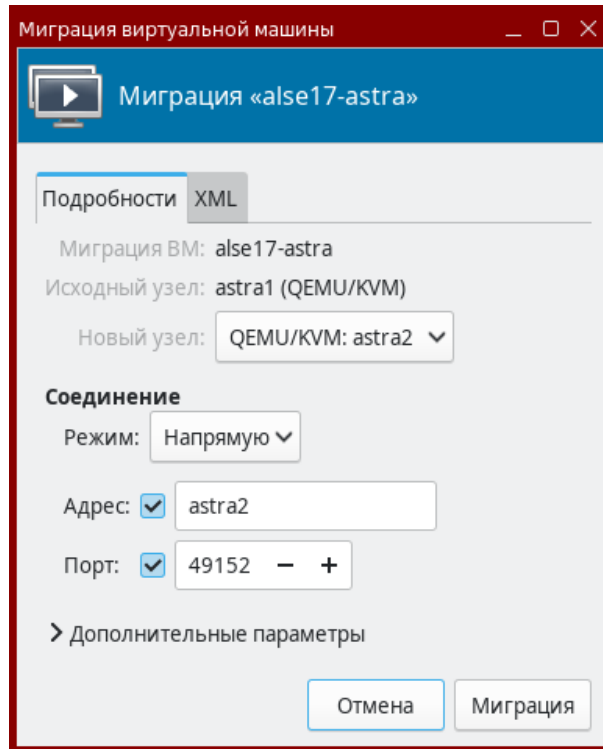 Миграция виртуальной машины
Миграция «alse17-astra»
Подробности XML
Миграция ВМ: alse17-astra
Исходный узел: astra1 (QEMU/KVM)
Новый узел: QEMU/KVM: astra2
Соединение
Режим: Напрямую
Адрес: astra2
Порт: 49152 − +
Дополнительные параметры
Отмена Миграция